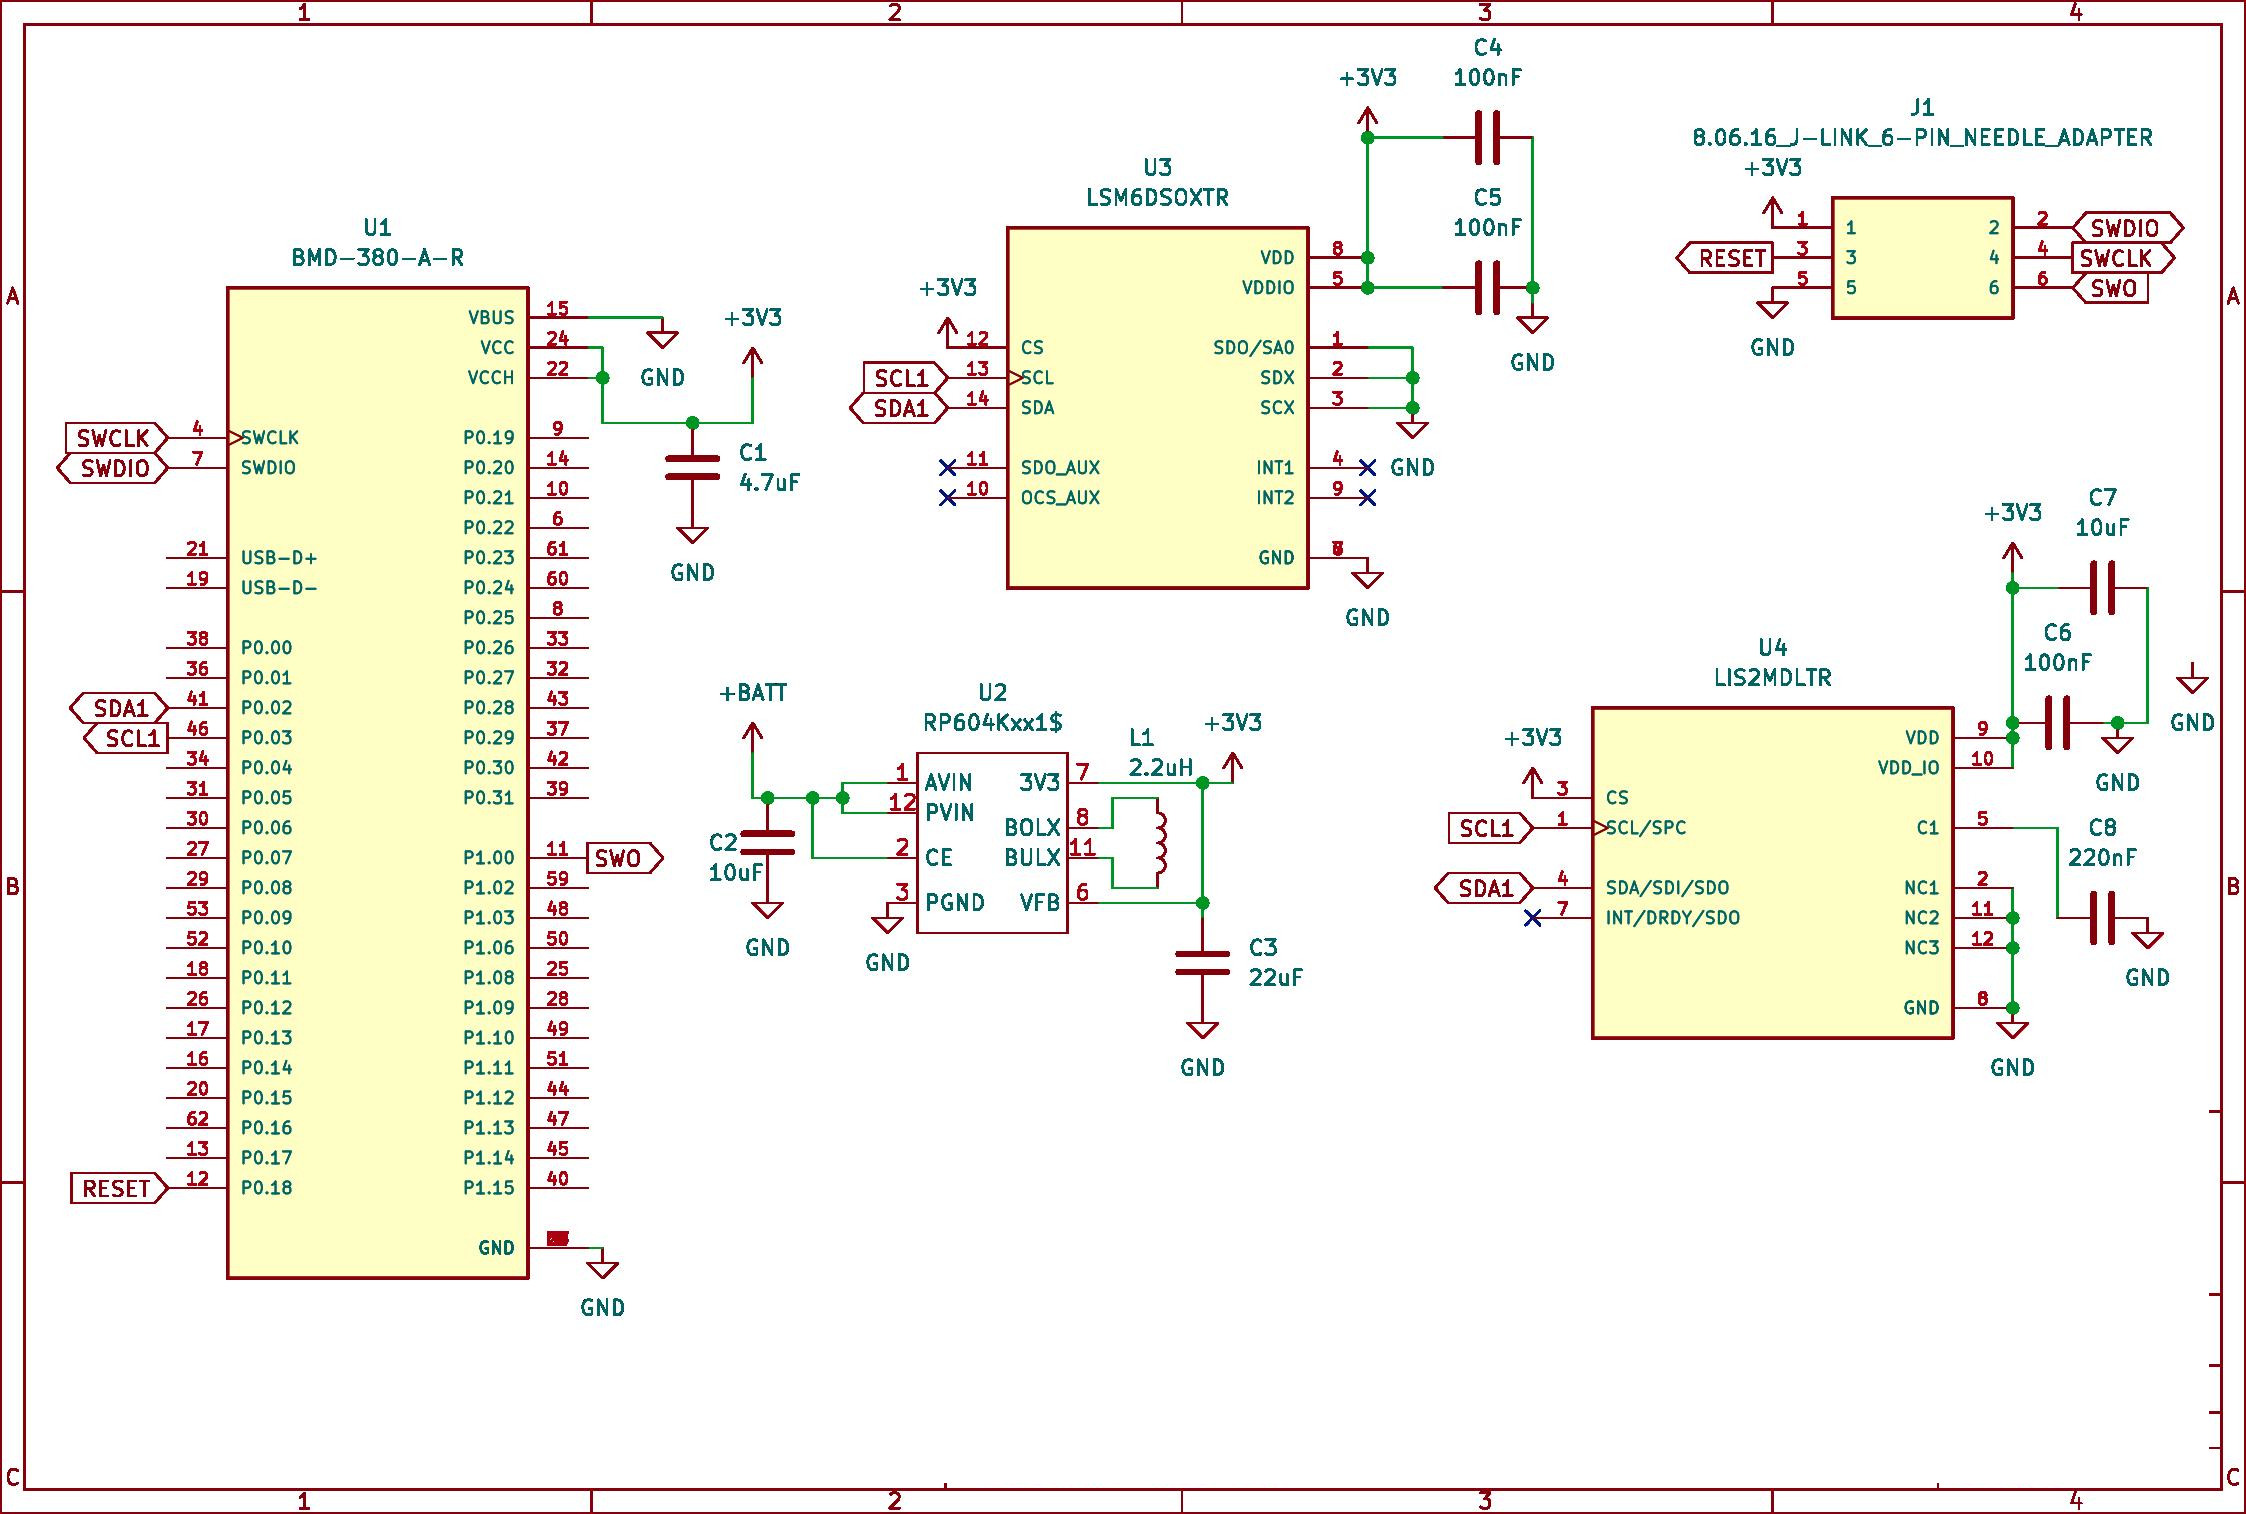 1
2
3
4
A
B
C
U1
BMD-380-A-R
VBUS 15
VCC 24
VCCH 22
GND
+3V3
C1
4.7uF
GND
SWCLK 4 SWCLK
SWDIO 7 SWDIO
21 USB-D+
19 USB-D-
38 P0.00
36 P0.01
SDA1 41 P0.02
SCL1 46 P0.03
34 P0.04
31 P0.05
30 P0.06
27 P0.07
29 P0.08
53 P0.09
52 P0.10
18 P0.11
26 P0.12
17 P0.13
16 P0.14
20 P0.15
62 P0.16
13 P0.17
RESET 12 P0.18
P0.19 9
P0.20 14
P0.21 10
P0.22 6
P0.23 61
P0.24 60
P0.25 8
P0.26 33
P0.27 32
P0.28 43
P0.29 37
P0.30 42
P0.31 39
P1.00 11 SWO
P1.02 59
P1.03 48
P1.06 50
P1.08 25
P1.09 28
P1.10 49
P1.11 51
P1.12 44
P1.13 47
P1.14 45
P1.15 40
GND
GND
U3
LSM6DSOXTR
+3V3
12 CS
SCL1 13 SCL
SDA1 14 SDA
11 SDO_AUX
10 OCS_AUX
VDD 8
VDDIO 5
SDO/SA0 1
SDX 2
SCX 3
INT1 4
INT2 9
GND
GND
GND
+3V3
C4
100nF
C5
100nF
GND
J1
8.06.16_J-LINK_6-PIN_NEEDLE_ADAPTER
+3V3
1 1 2 2 SWDIO
RESET 3 3 4 4 SWCLK
5 5 6 6 SWO
GND
+BATT
C2
10uF
GND
U2
RP604Kxx1$
1 AVIN
12 PVIN
2 CE
3 PGND
GND
3V3 7
BOLX 8
BULX 11
VFB 6
L1
2.2uH
+3V3
C3
22uF
GND
U4
LIS2MDLTR
+3V3
3 CS
SCL1 1 SCL/SPC
SDA1 4 SDA/SDI/SDO
7 INT/DRDY/SDO
VDD 9
VDD_IO 10
C1 5
NC1 2
NC2 11
NC3 12
GND 8
GND
+3V3
C7
10uF
C6
100nF
GND
GND
C8
220nF
GND
A
B
C
1
2
3
4